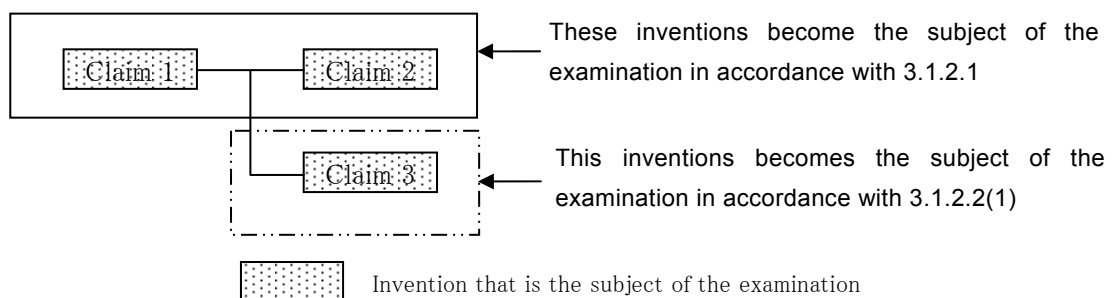 Claim 1
Claim 2
These inventions become the subject of the
examination in accordance with 3.1.2.1
Claim 3
This inventions becomes the subject of the
examination in accordance with 3.1.2.2(1)
Invention that is the subject of the examination